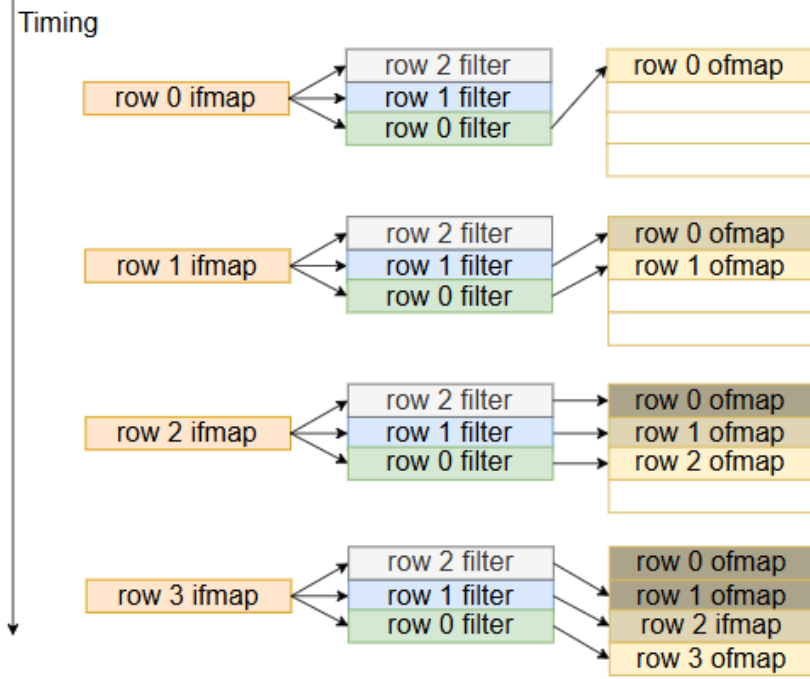 Timing
row 0 ifmap
row 2 filter
row 1 filter
row 0 filter
row 0 ofmap
row 1 ifmap
row 2 filter
row 1 filter
row 0 filter
row 0 ofmap
row 1 ofmap
row 2 ifmap
row 2 filter
row 1 filter
row 0 filter
row 0 ofmap
row 1 ofmap
row 2 ofmap
row 3 ifmap
row 2 filter
row 1 filter
row 0 filter
row 0 ofmap
row 1 ofmap
row 2 ifmap
row 3 ofmap